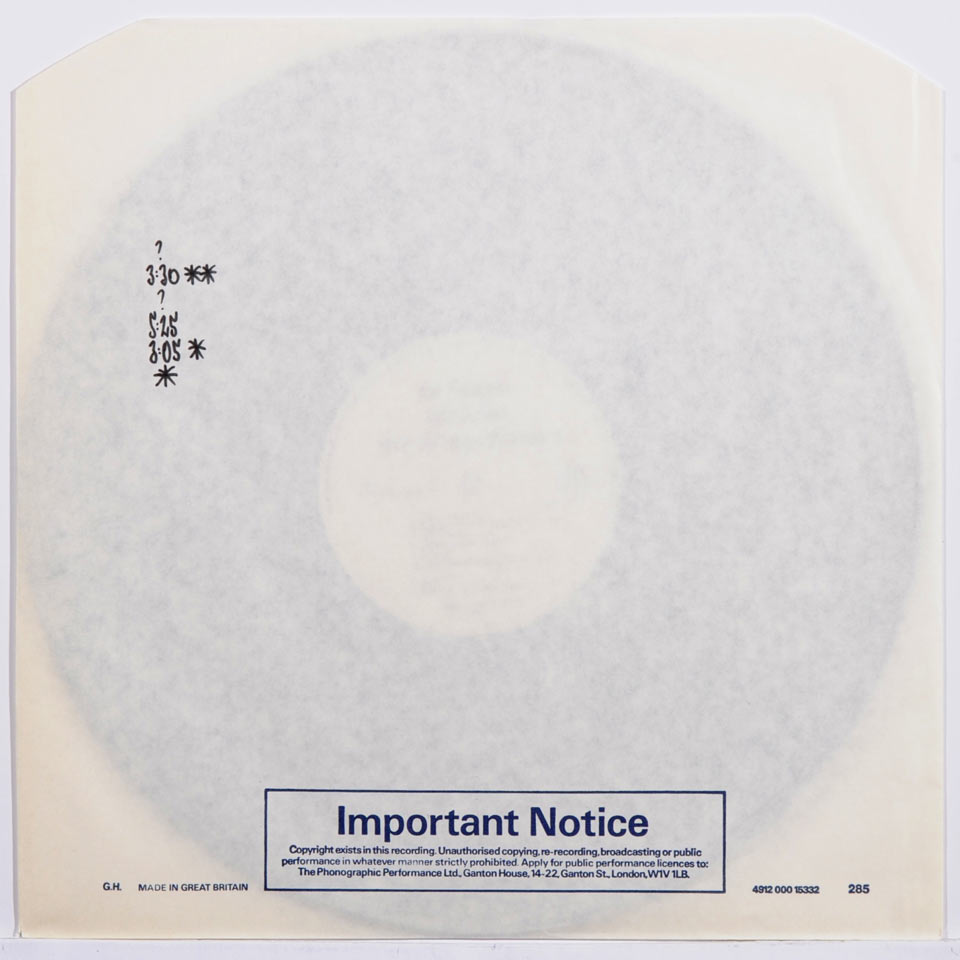 ?
3:30 **
?
5:25
3:05 *
*
Important Notice
Copyright exists in this recording. Unauthorised copying, re-recording, broadcasting or public
performance in whatever manner strictly prohibited. Apply for public performance licences to:
The Phonographic Performance Ltd., Ganton House, 14-22, Ganton St., London, W1V 1LB.
G.H. MADE IN GREAT BRITAIN
4912 000 15332 285